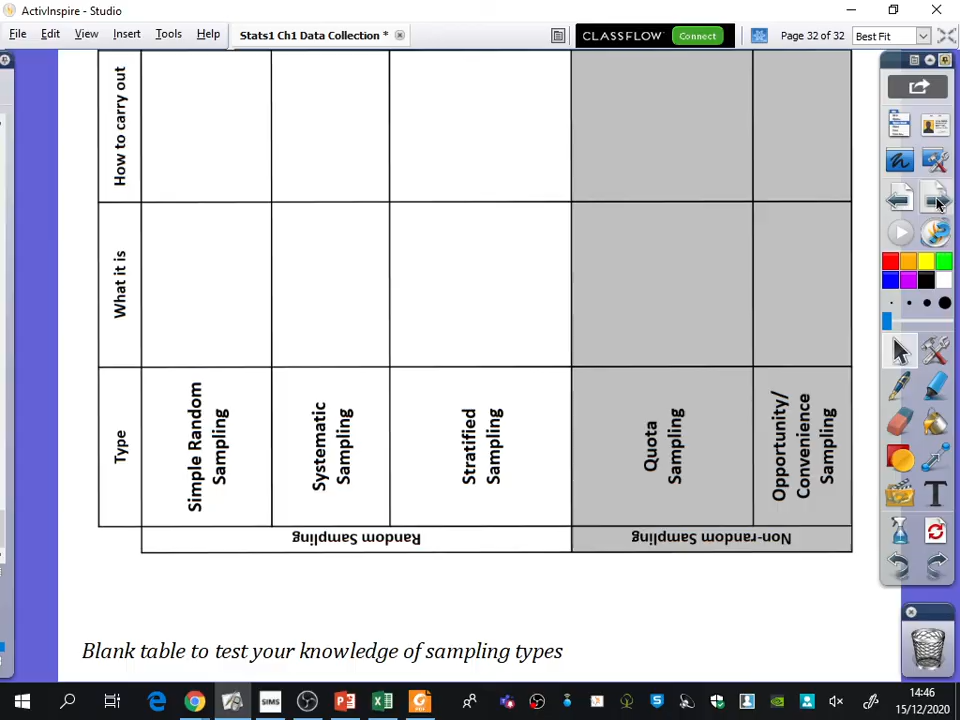 ActivInspire - Studio
File Edit View Insert Tools Help
Stats1 Ch1 Data Collection *
CLASSFLOW Connect
Page 32 of 32
Best Fit
Type
What it is
How to carry out
Random Sampling
Simple Random
Sampling
Systematic
Sampling
Stratified
Sampling
Non-random Sampling
Quota
Sampling
Opportunity/
Convenience
Sampling
Blank table to test your knowledge of sampling types
SIMS
14:46
15/12/2020